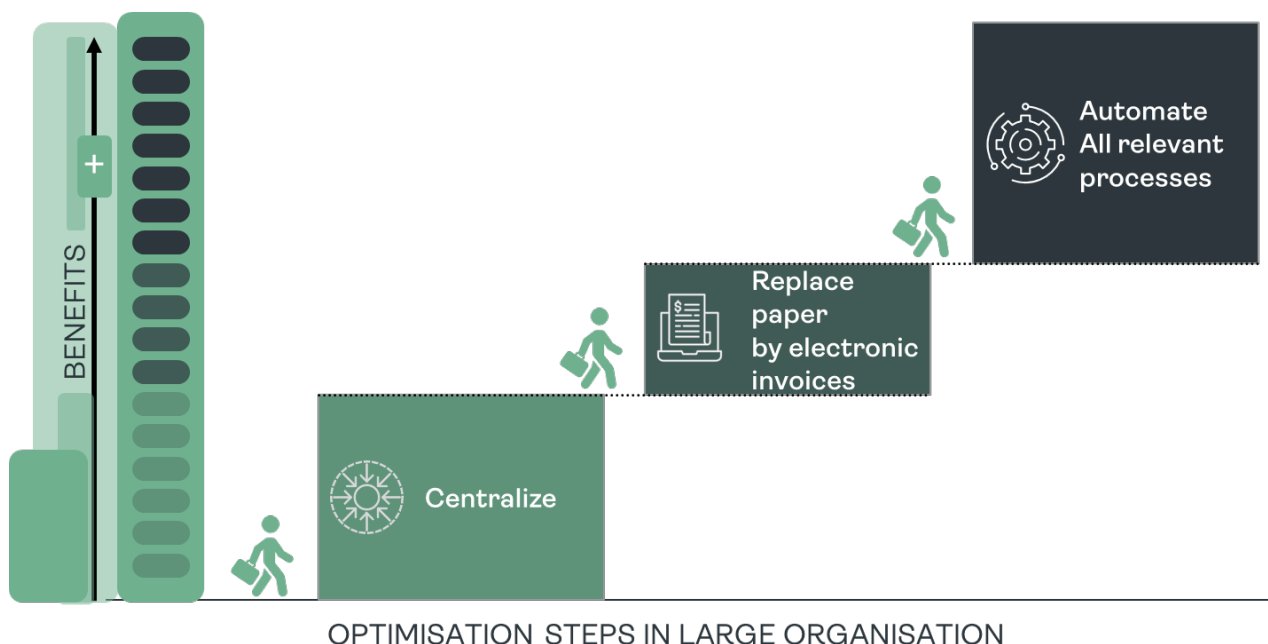 Automate
All relevant
processes
+
BENEFITS
Replace
paper
by electronic
invoices
$
Centralize
OPTIMISATION STEPS IN LARGE ORGANISATION